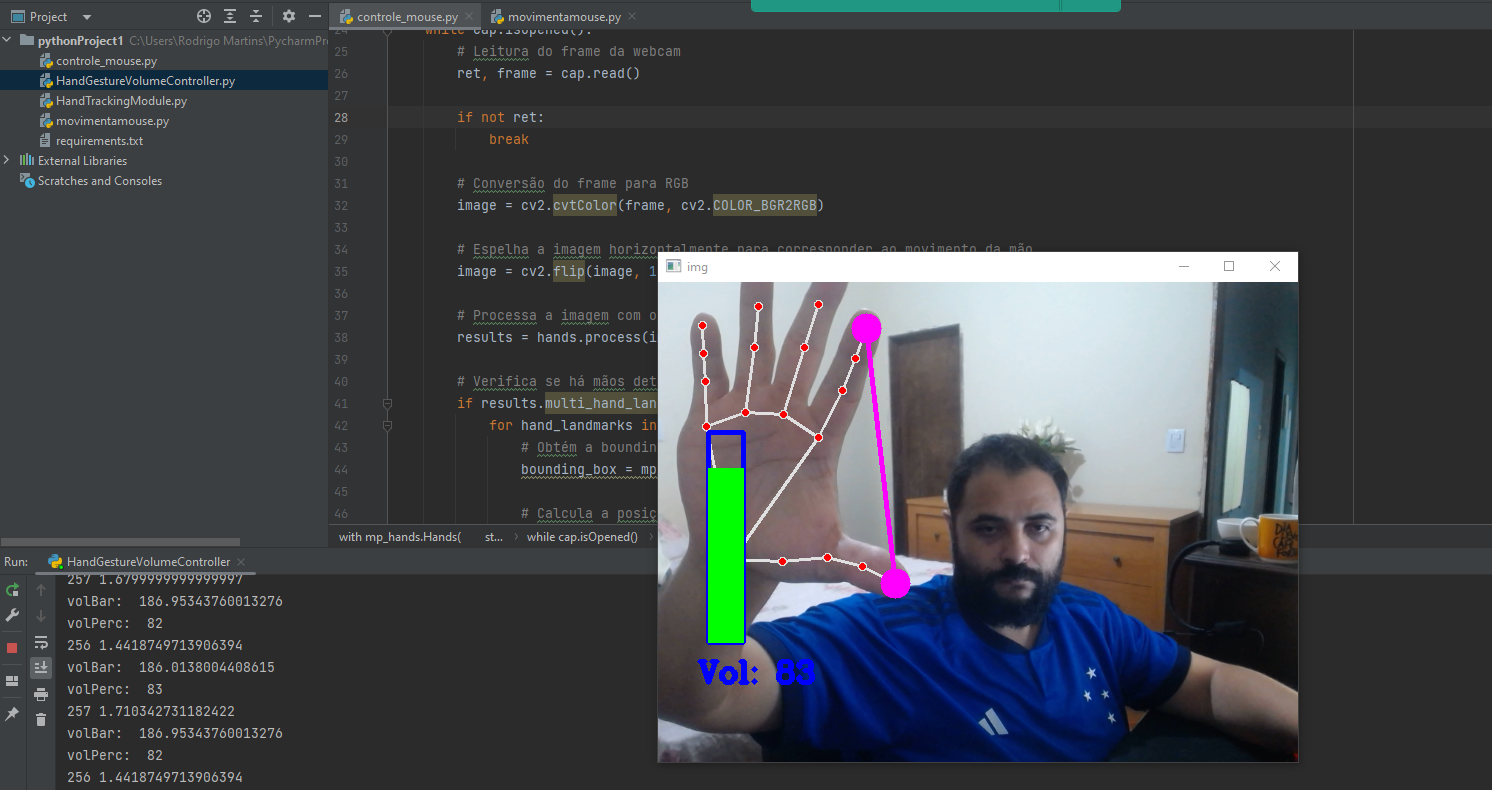 Project
controle_mouse.py
movimentamouse.py
pythonProject1 C:\Users\Rodrigo Martins\PycharmPr
controle_mouse.py
HandGestureVolumeController.py
HandTrackingModule.py
movimentamouse.py
requirements.txt
External Libraries
Scratches and Consoles
24 while cap.isOpened():
25 # Leitura do frame da webcam
26 ret, frame = cap.read()
27
28 if not ret:
29 break
30
31 # Conversão do frame para RGB
32 image = cv2.cvtColor(frame, cv2.COLOR_BGR2RGB)
33
34 # Espelha a imagem horizontalmente para corresponder ao movimento da mão
35 image = cv2.flip(image, 1
36
37 # Processa a imagem com o
38 results = hands.process(i
39
40 # Verifica se há mãos det
41 if results.multi_hand_lan
42 for hand_landmarks in
43 # Obtém a boundin
44 bounding_box = mp
45
46 # Calcula a posiç
with mp_hands.Hands( st... › while cap.isOpened() ›
img
Vol: 83
Run: HandGestureVolumeController
257 1.6799999999999997
volBar: 186.95343760013276
volPerc: 82
256 1.4418749713906394
volBar: 186.0138004408615
volPerc: 83
257 1.710342731182422
volBar: 186.95343760013276
volPerc: 82
256 1.4418749713906394